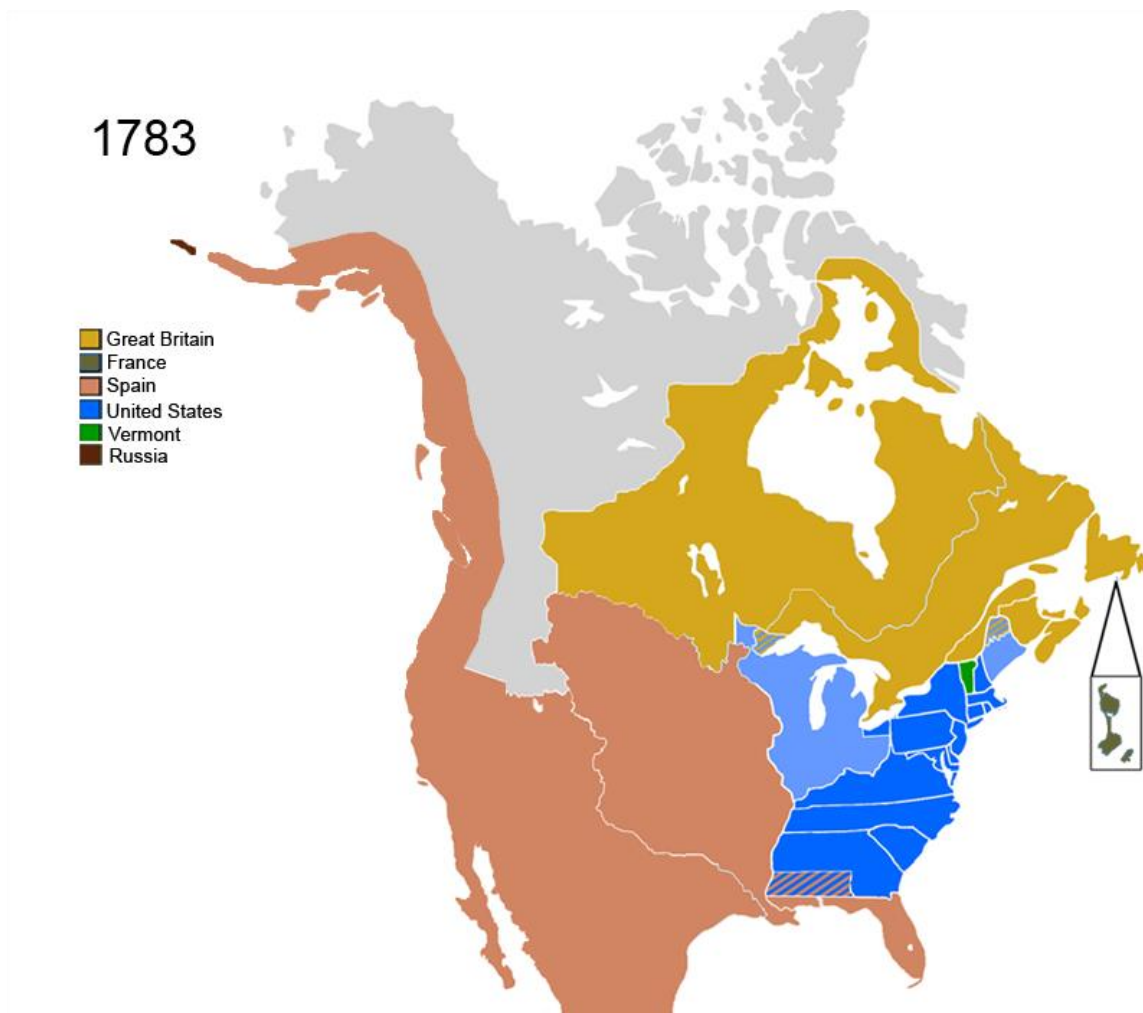 1783
Great Britain
France
Spain
United States
Vermont
Russia